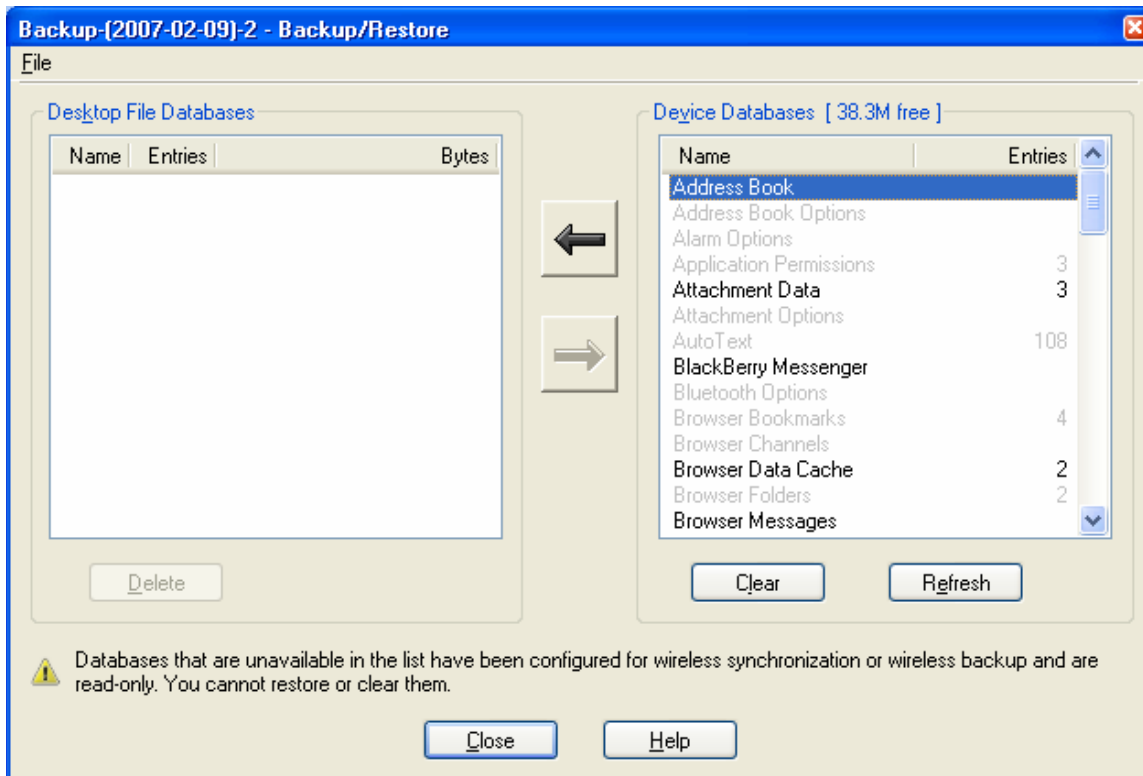 Backup-(2007-02-09)-2 - Backup/Restore
File
Desktop File Databases
Name Entries Bytes
Device Databases [ 38.3M free ]
Name Entries
Address Book
Address Book Options
Alarm Options
Application Permissions 3
Attachment Data 3
Attachment Options
AutoText 108
BlackBerry Messenger
Bluetooth Options
Browser Bookmarks 4
Browser Channels
Browser Data Cache 2
Browser Folders 2
Browser Messages
Delete
Clear Refresh
Databases that are unavailable in the list have been configured for wireless synchronization or wireless backup and are
read-only. You cannot restore or clear them.
Close Help